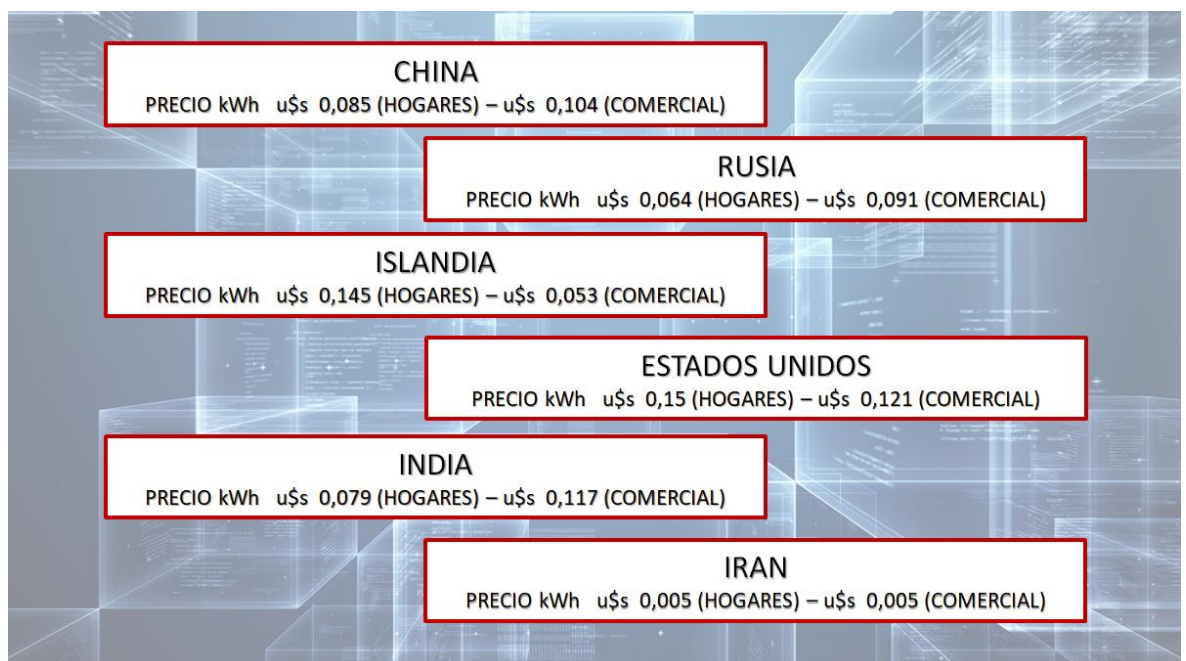 CHINA
PRECIO kWh u$s 0,085 (HOGARES) – u$s 0,104 (COMERCIAL)
RUSIA
PRECIO kWh u$s 0,064 (HOGARES) – u$s 0,091 (COMERCIAL)
ISLANDIA
PRECIO kWh u$s 0,145 (HOGARES) – u$s 0,053 (COMERCIAL)
ESTADOS UNIDOS
PRECIO kWh u$s 0,15 (HOGARES) – u$s 0,121 (COMERCIAL)
INDIA
PRECIO kWh u$s 0,079 (HOGARES) – u$s 0,117 (COMERCIAL)
IRAN
PRECIO kWh u$s 0,005 (HOGARES) – u$s 0,005 (COMERCIAL)